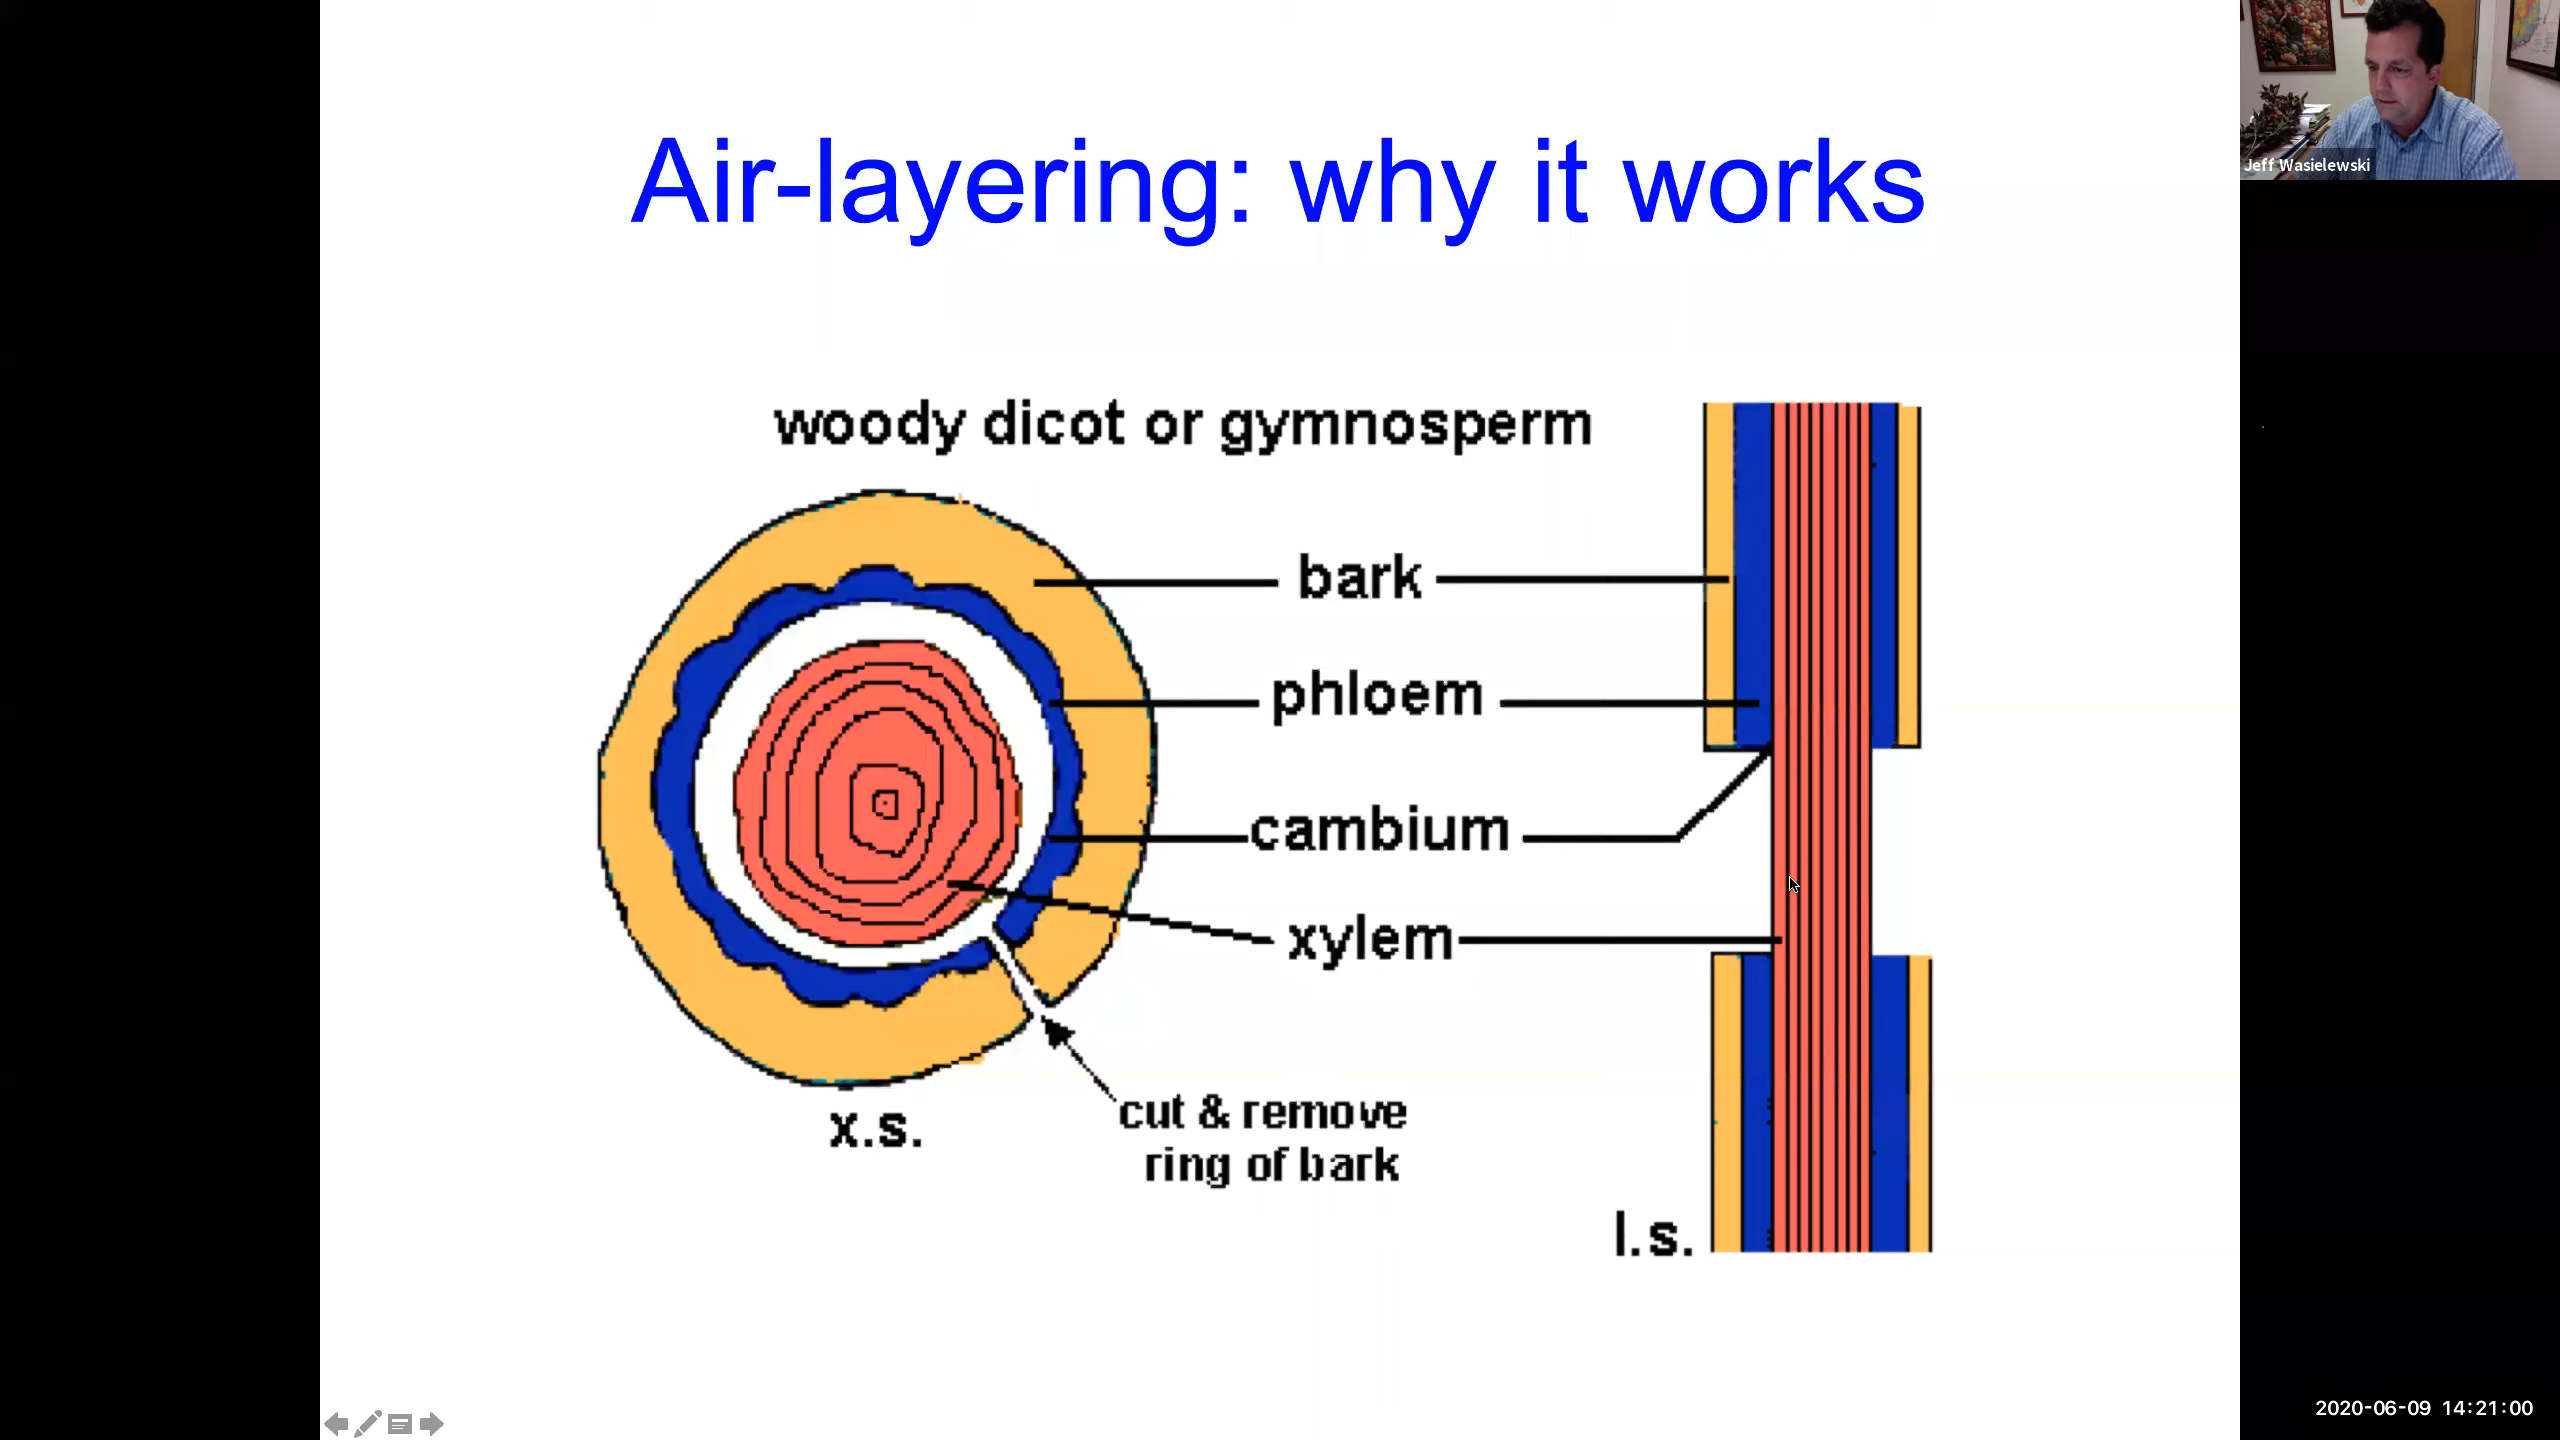 Jeff Wasielewski
Air-layering: why it works
woody dicot or gymnosperm
bark
phloem
cambium
xylem
cut & remove
ring of bark
x.s.
l.s.
2020-06-09 14:21:00